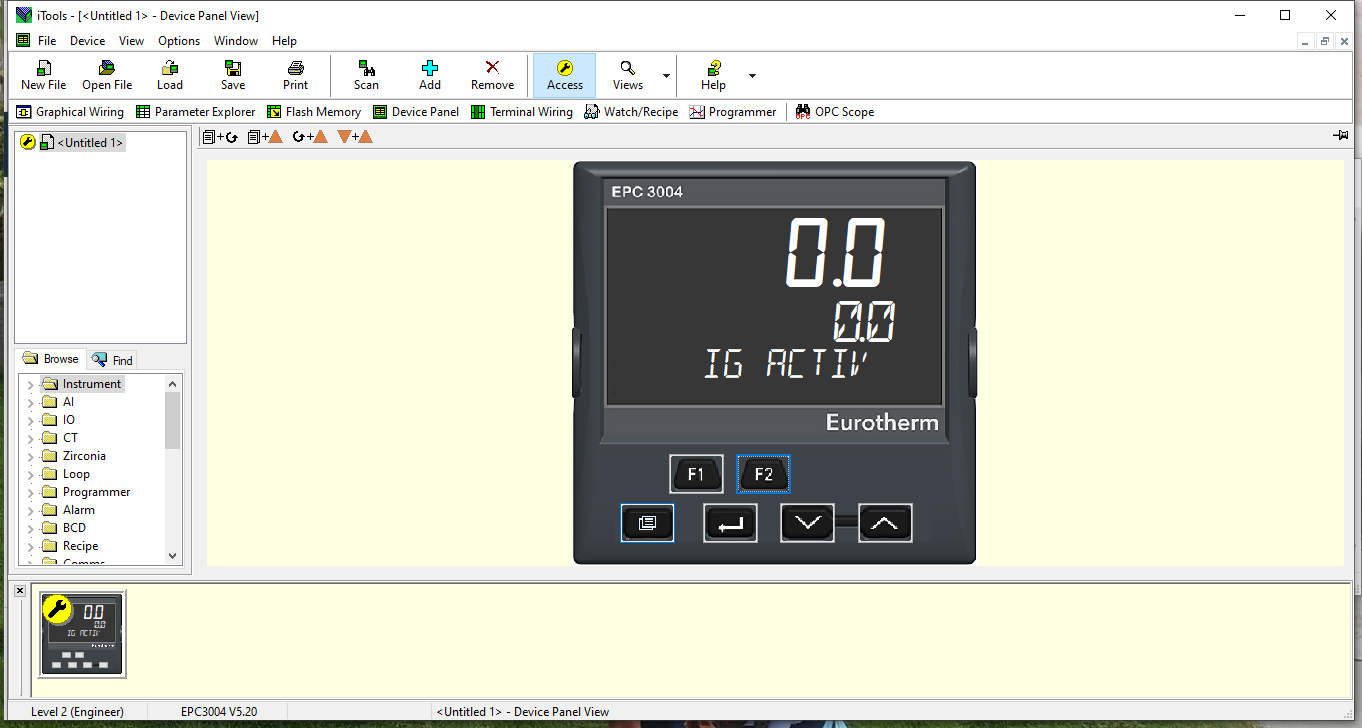 iTools - [<Untitled 1> - Device Panel View]
File Device View Options Window Help
New File Open File Load Save Print Scan Add Remove Access Views Help
Graphical Wiring Parameter Explorer Flash Memory Device Panel Terminal Wiring Watch/Recipe Programmer OPC Scope
<Untitled 1>
EPC 3004
0.0
0.0
IG ACTIV
Eurotherm
F1 F2
Browse Find
Instrument
AI
IO
CT
Zirconia
Loop
Programmer
Alarm
BCD
Recipe
Comms
0.0
0.0
IG ACTIV
Eurotherm
Level 2 (Engineer) EPC3004 V5.20 <Untitled 1> - Device Panel View